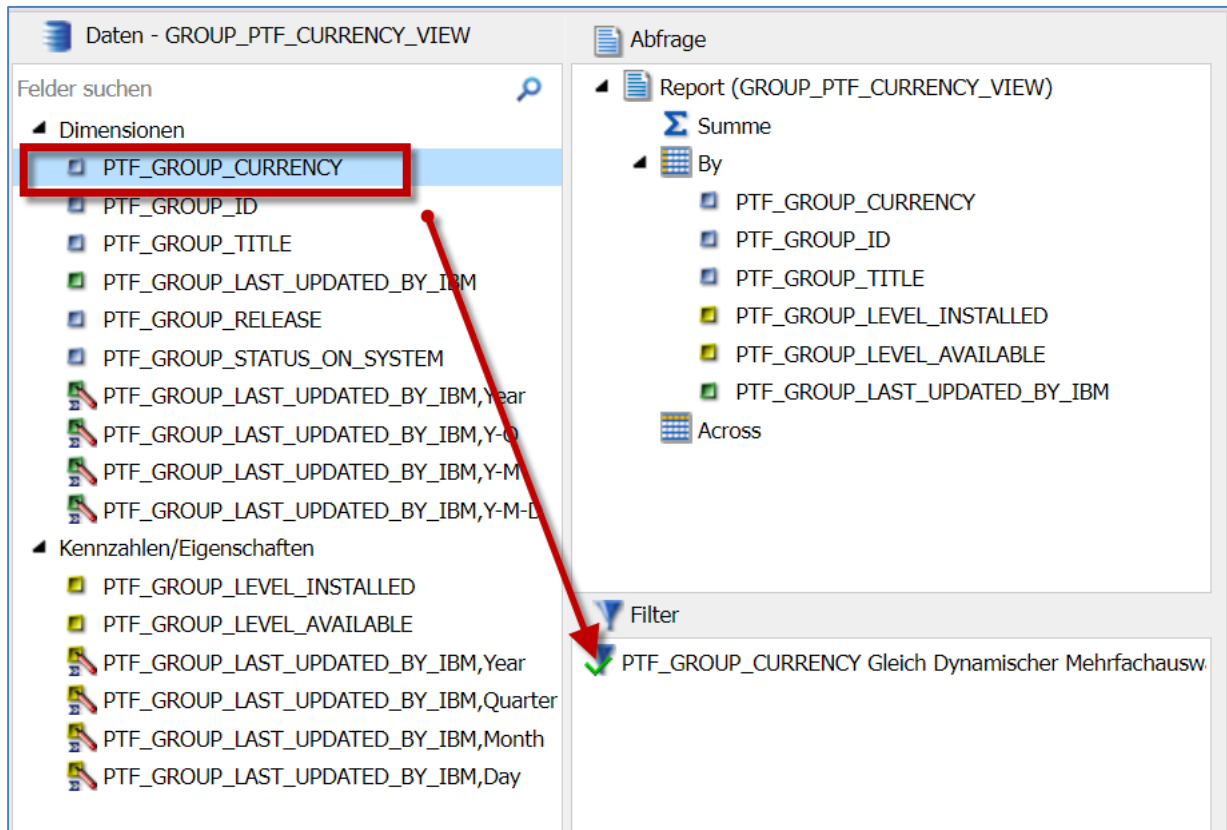 Daten - GROUP_PTF_CURRENCY_VIEW
Felder suchen
Dimensionen
PTF_GROUP_CURRENCY
PTF_GROUP_ID
PTF_GROUP_TITLE
PTF_GROUP_LAST_UPDATED_BY_IBM
PTF_GROUP_RELEASE
PTF_GROUP_STATUS_ON_SYSTEM
PTF_GROUP_LAST_UPDATED_BY_IBM,Year
PTF_GROUP_LAST_UPDATED_BY_IBM,Y-Q
PTF_GROUP_LAST_UPDATED_BY_IBM,Y-M
PTF_GROUP_LAST_UPDATED_BY_IBM,Y-M-D
Kennzahlen/Eigenschaften
PTF_GROUP_LEVEL_INSTALLED
PTF_GROUP_LEVEL_AVAILABLE
PTF_GROUP_LAST_UPDATED_BY_IBM,Year
PTF_GROUP_LAST_UPDATED_BY_IBM,Quarter
PTF_GROUP_LAST_UPDATED_BY_IBM,Month
PTF_GROUP_LAST_UPDATED_BY_IBM,Day
Abfrage
Report (GROUP_PTF_CURRENCY_VIEW)
Summe
By
PTF_GROUP_CURRENCY
PTF_GROUP_ID
PTF_GROUP_TITLE
PTF_GROUP_LEVEL_INSTALLED
PTF_GROUP_LEVEL_AVAILABLE
PTF_GROUP_LAST_UPDATED_BY_IBM
Across
Filter
PTF_GROUP_CURRENCY Gleich Dynamischer Mehrfachausw